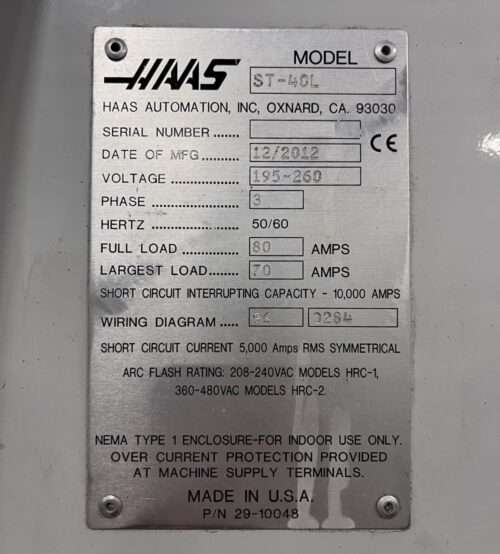 HAAS
MODEL ST-40L
HAAS AUTOMATION, INC, OXNARD, CA. 93030
SERIAL NUMBER .......
CE
DATE OF MFG.......... 12/2012
VOLTAGE ................ 195-260
PHASE .................... 3
HERTZ .................... 50/60
FULL LOAD ............. 80 AMPS
LARGEST LOAD....... 70 AMPS
SHORT CIRCUIT INTERRUPTING CAPACITY - 10,000 AMPS
WIRING DIAGRAM ..... 3284
SHORT CIRCUIT CURRENT 5,000 Amps RMS SYMMETRICAL
ARC FLASH RATING: 208-240VAC MODELS HRC-1,
360-480VAC MODELS HRC-2
NEMA TYPE 1 ENCLOSURE-FOR INDOOR USE ONLY.
OVER CURRENT PROTECTION PROVIDED
AT MACHINE SUPPLY TERMINALS.
MADE IN U.S.A.
P/N 29-10048